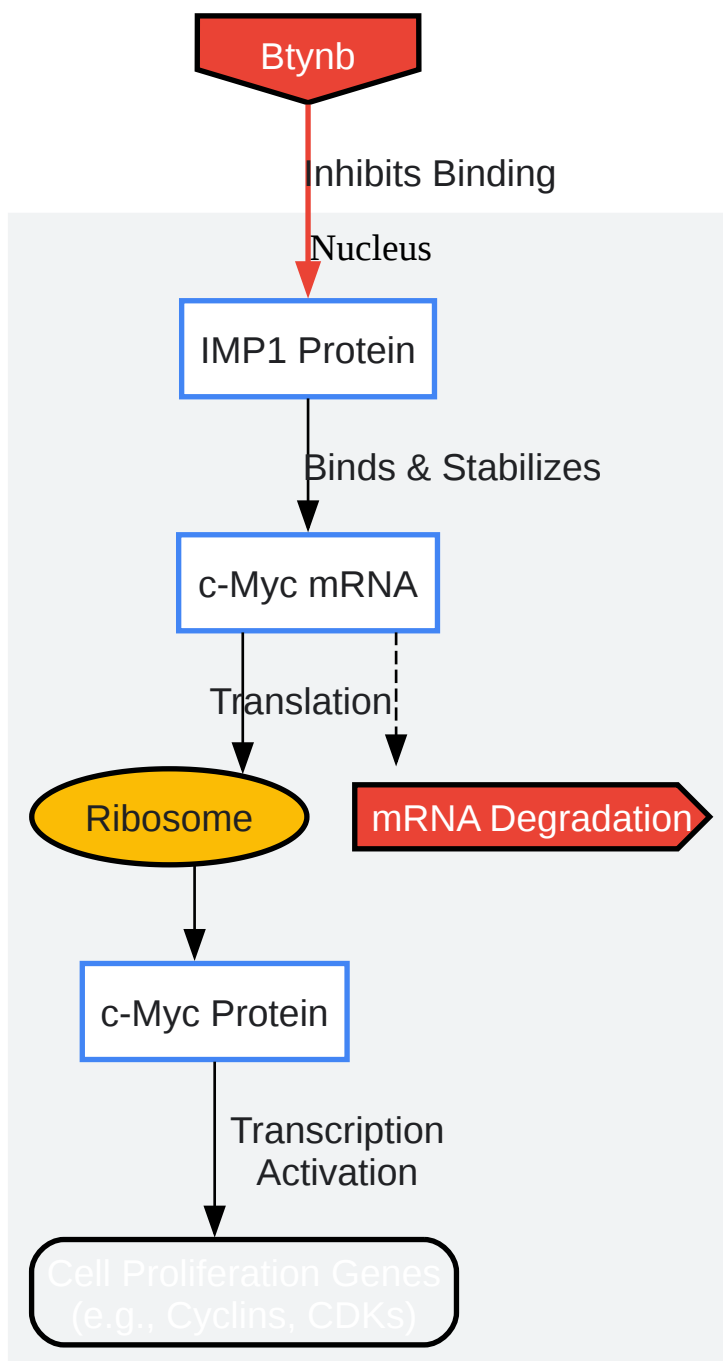 Btynb
Inhibits Binding
Nucleus
IMP1 Protein
Binds & Stabilizes
c-Myc mRNA
Translation
Ribosome
mRNA Degradation
c-Myc Protein
Transcription
Activation
Cell Proliferation Genes
(e.g., Cyclins, CDKs)